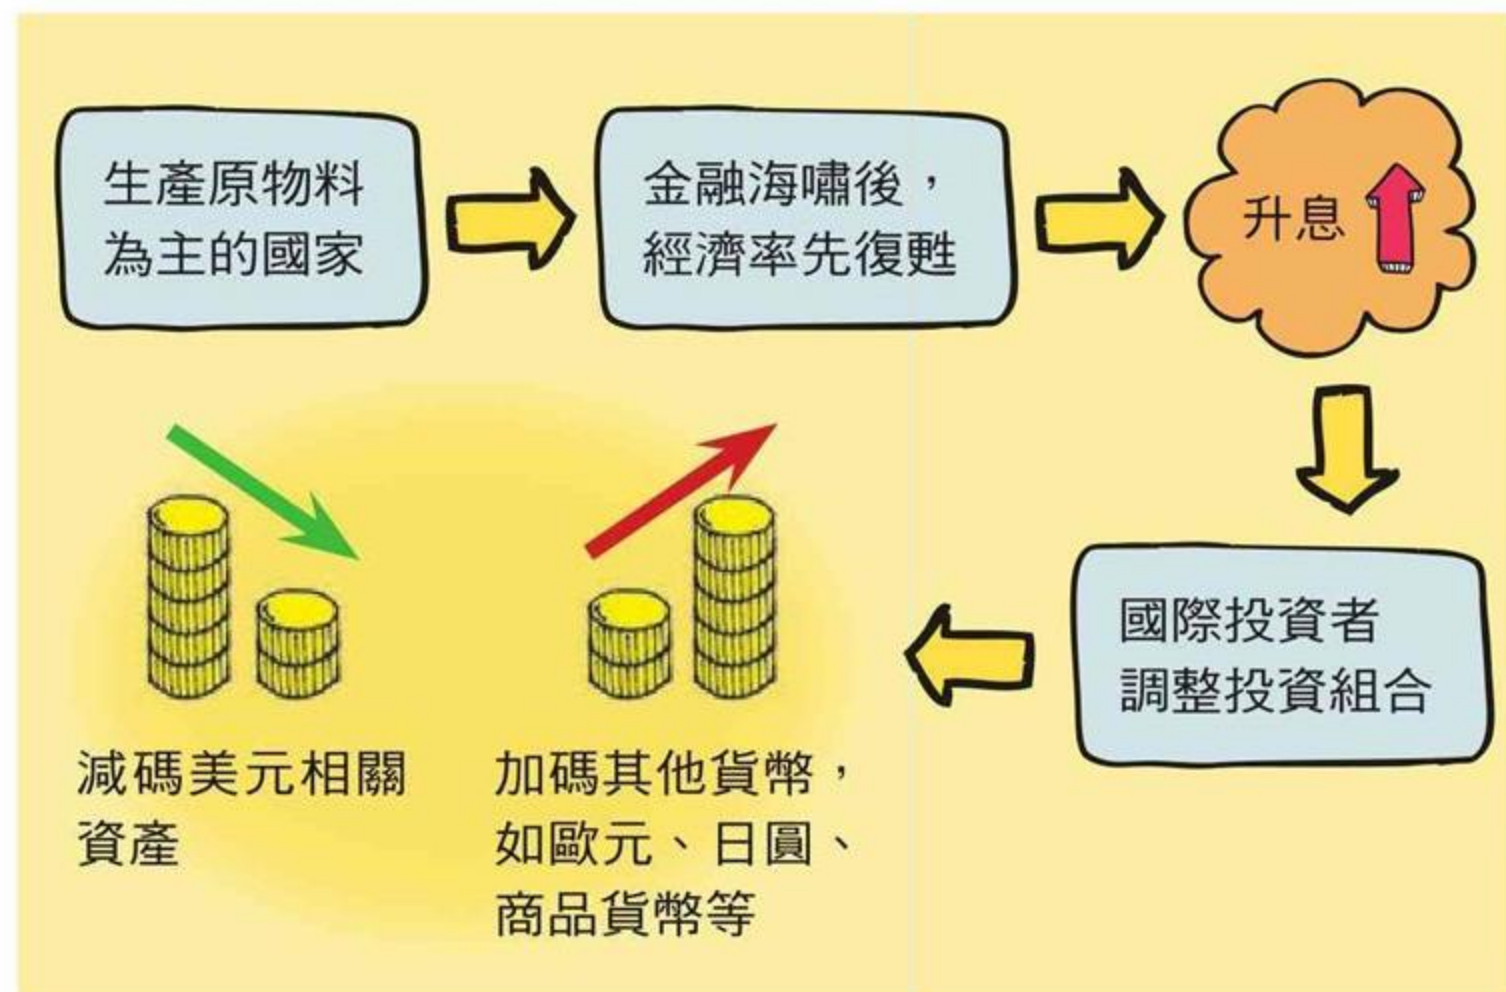 生產原物料
為主的國家
金融海嘯後，
經濟率先復甦
升息
國際投資者
調整投資組合
減碼美元相關
資產
加碼其他貨幣，
如歐元、日圓、
商品貨幣等